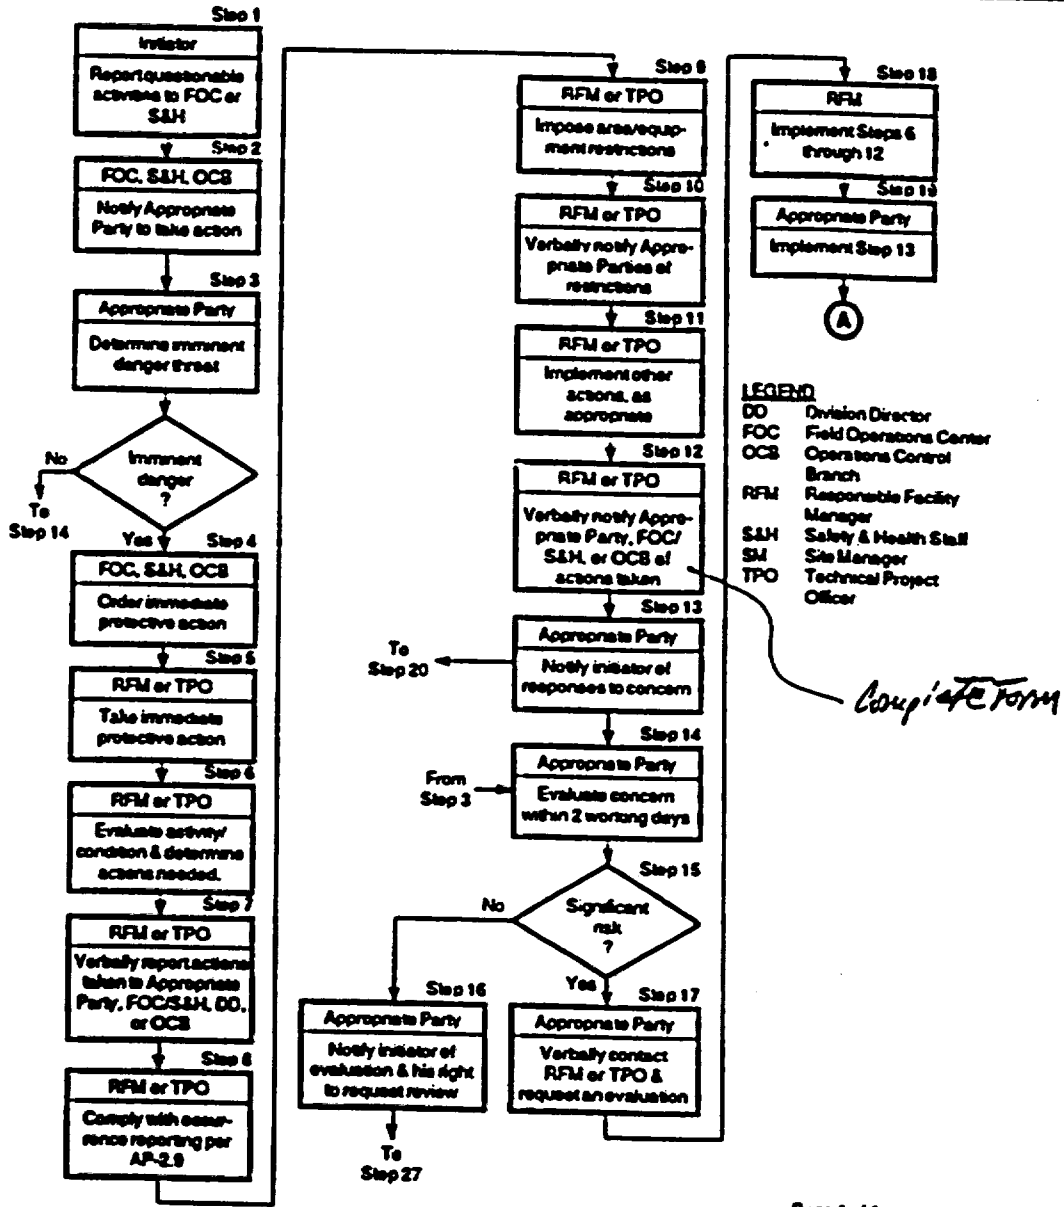 Step 1
Initiator
Report questionable
activities to FOC or
S&H
Step 2
FOC, S&H, OCB
Notify Appropriate
Party to take action
Step 3
Appropriate Party
Determine imminent
danger threat
Imminent
danger
?
No
To
Step 14
Yes
Step 4
FOC, S&H, OCB
Order immediate
protective action
Step 5
RFM or TPO
Take immediate
protective action
Step 6
RFM or TPO
Evaluate activity/
condition & determine
actions needed.
Step 7
RFM or TPO
Verbally report actions
taken to Appropriate
Party, FOC/S&H, DD,
or OCB
Step 8
RFM or TPO
Comply with occur-
rence reporting per
AP-2.9
Step 9
RFM or TPO
Impose area/equip-
ment restrictions
Step 10
RFM or TPO
Verbally notify Appro-
priate Parties of
restrictions
Step 11
RFM or TPO
Implement other
actions, as
appropriate
Step 12
RFM or TPO
Verbally notify Appro-
priate Party, FOC/
S&H, or OCB of
actions taken
Step 13
Appropriate Party
Notify initiator of
responses to concern
To
Step 20
Step 14
Appropriate Party
Evaluate concern
within 2 working days
From
Step 3
Step 15
Significant
risk
?
No
Yes
Step 16
Appropriate Party
Notify initiator of
evaluation & his right
to request review
To
Step 27
Step 17
Appropriate Party
Verbally contact
RFM or TPO &
request an evaluation
Step 18
RFM
Implement Steps 6
through 12
Step 19
Appropriate Party
Implement Step 13
A
LEGEND
DD Division Director
FOC Field Operations Center
OCB Operations Control
Branch
RFM Responsible Facility
Manager
S&H Safety & Health Staff
SM Site Manager
TPO Technical Project
Officer
Complete Form